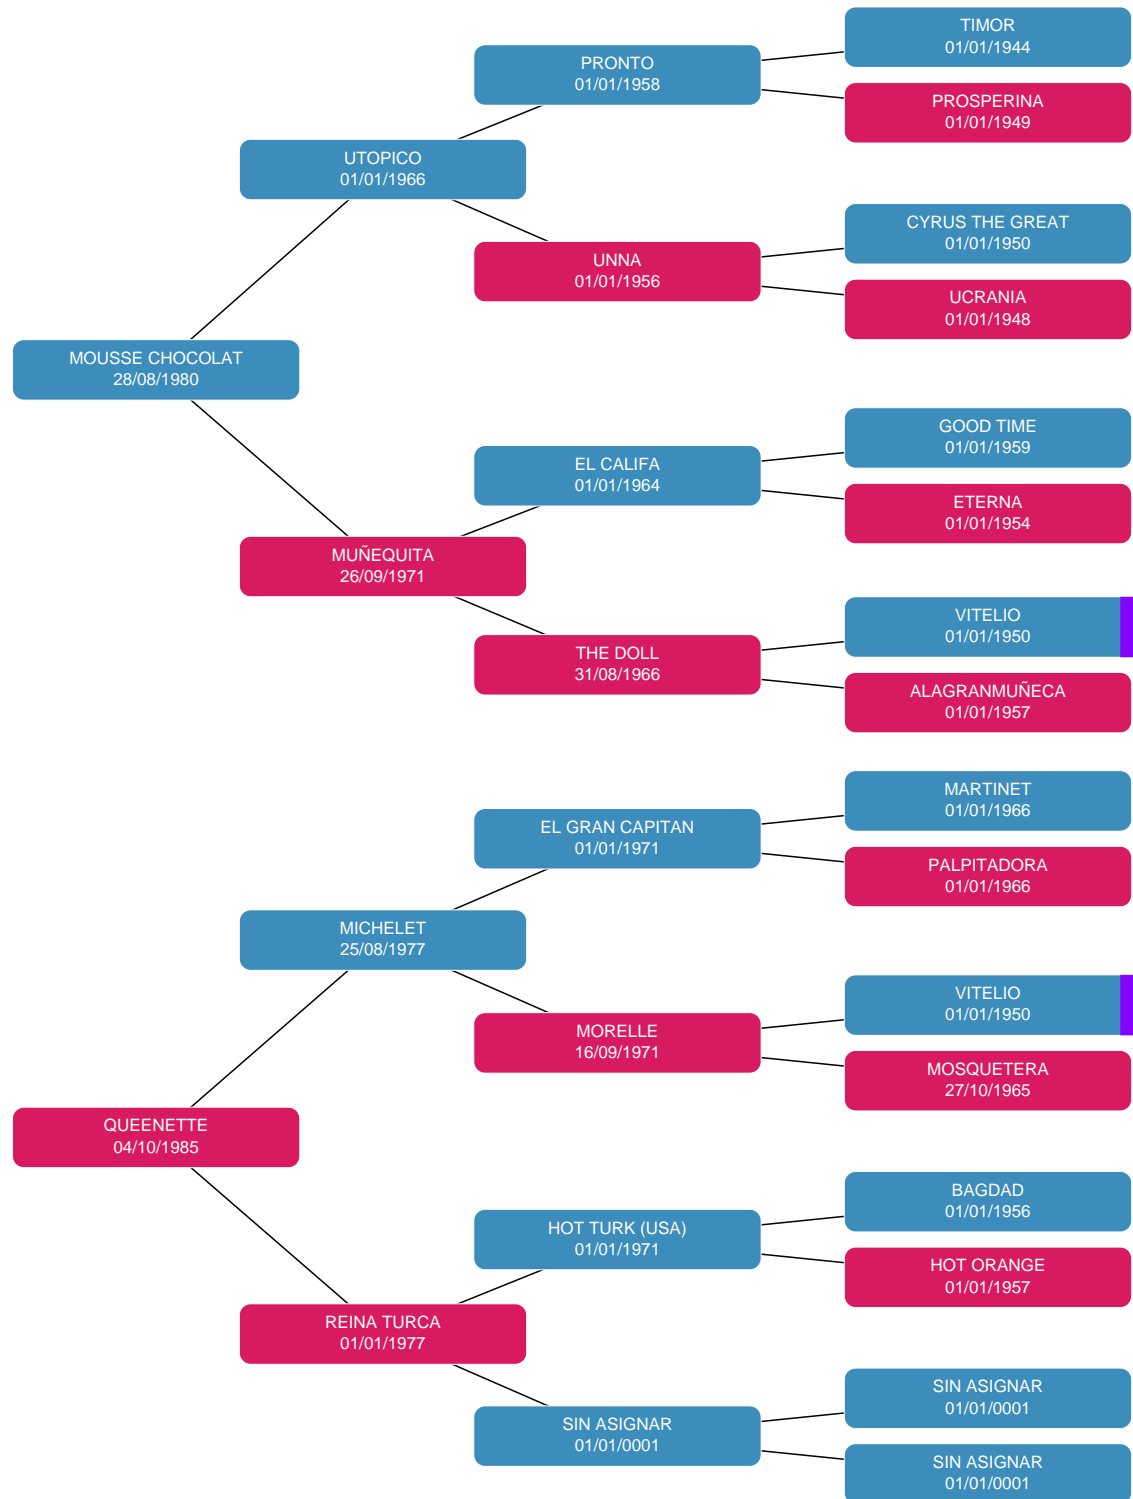 TIMOR
01/01/1944
PRONTO
01/01/1958
PROSPERINA
01/01/1949
UTOPICO
01/01/1966
CYRUS THE GREAT
01/01/1950
UNNA
01/01/1956
UCRANIA
01/01/1948
MOUSSE CHOCOLAT
28/08/1980
GOOD TIME
01/01/1959
EL CALIFA
01/01/1964
ETERNA
01/01/1954
MUÑEQUITA
26/09/1971
VITELIO
01/01/1950
THE DOLL
31/08/1966
ALAGRANMUÑECA
01/01/1957
MARTINET
01/01/1966
EL GRAN CAPITAN
01/01/1971
PALPITADORA
01/01/1966
MICHELET
25/08/1977
VITELIO
01/01/1950
MORELLE
16/09/1971
MOSQUETERA
27/10/1965
QUEENETTE
04/10/1985
BAGDAD
01/01/1956
HOT TURK (USA)
01/01/1971
HOT ORANGE
01/01/1957
REINA TURCA
01/01/1977
SIN ASIGNAR
01/01/0001
SIN ASIGNAR
01/01/0001
SIN ASIGNAR
01/01/0001